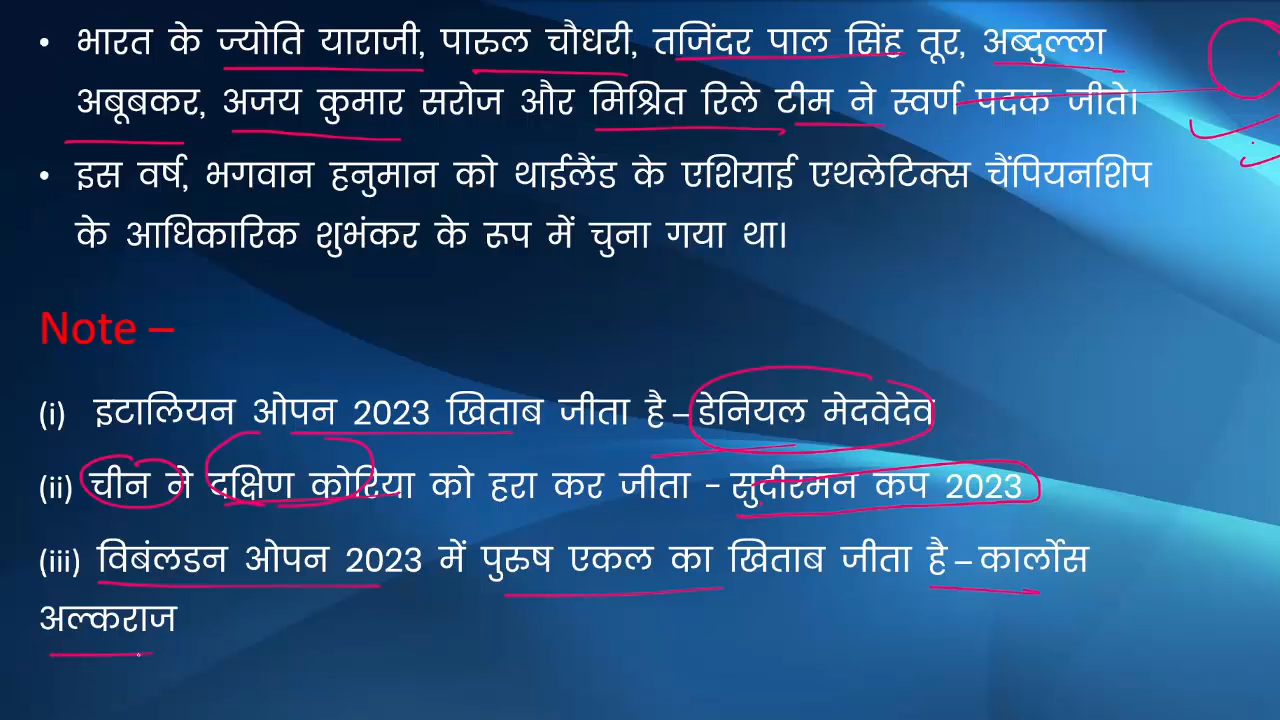 • भारत के ज्योति याराजी, पारुल चौधरी, तजिंदर पाल सिंह तूर, अब्दुल्ला
अबूबकर, अजय कुमार सरोज और मिश्रित रिले टीम ने स्वर्ण पदक जीते।
• इस वर्ष, भगवान हनुमान को थाईलैंड के एशियाई एथलेटिक्स चैंपियनशिप
के आधिकारिक शुभंकर के रूप में चुना गया था।
Note –
(i) इटालियन ओपन 2023 खिताब जीता है – डेनियल मेदवेदेव
(ii) चीन ने दक्षिण कोरिया को हरा कर जीता - सुदीरमन कप 2023
(iii) विबंलडन ओपन 2023 में पुरुष एकल का खिताब जीता है – कार्लोस
अल्कराज